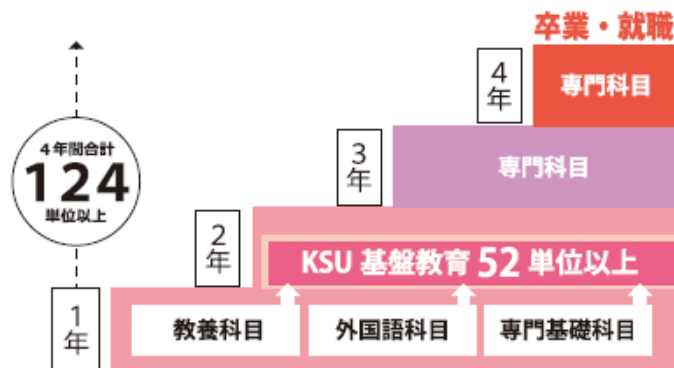 卒業・就職
4年
専門科目
3年
専門科目
4年間合計
124
単位以上
2年
KSU 基盤教育 52 単位以上
1年
教養科目
外国語科目
専門基礎科目